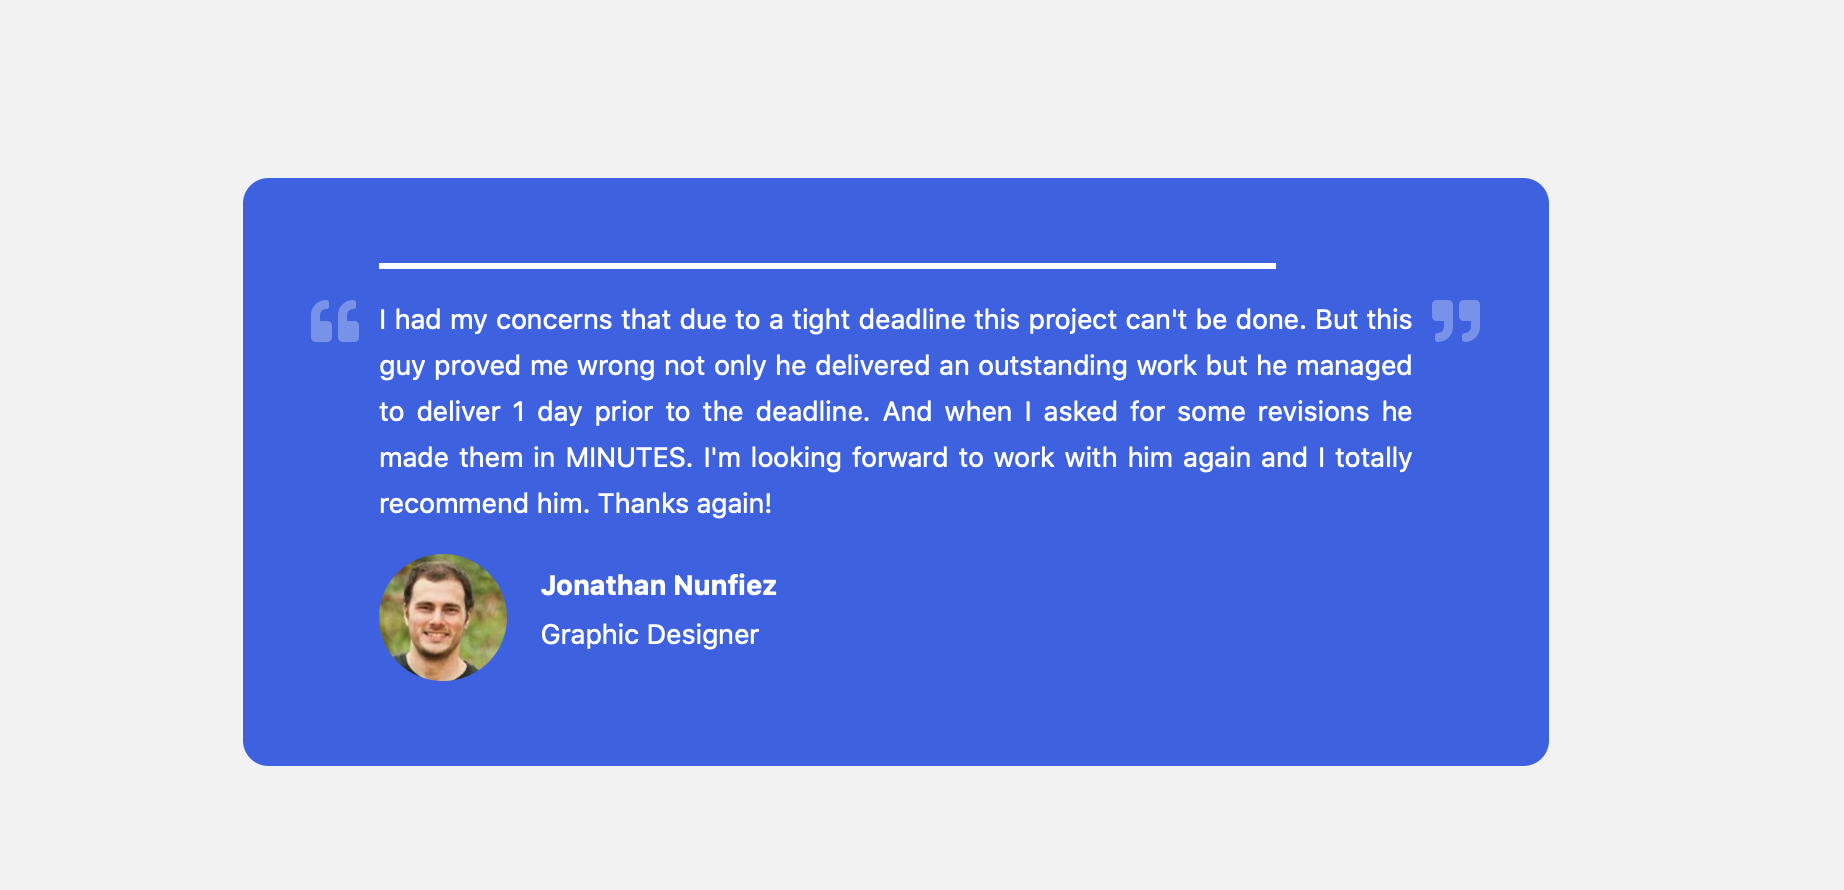 I had my concerns that due to a tight deadline this project can't be done. But this
guy proved me wrong not only he delivered an outstanding work but he managed
to deliver 1 day prior to the deadline. And when I asked for some revisions he
made them in MINUTES. I'm looking forward to work with him again and I totally
recommend him. Thanks again!
Jonathan Nunfiez
Graphic Designer